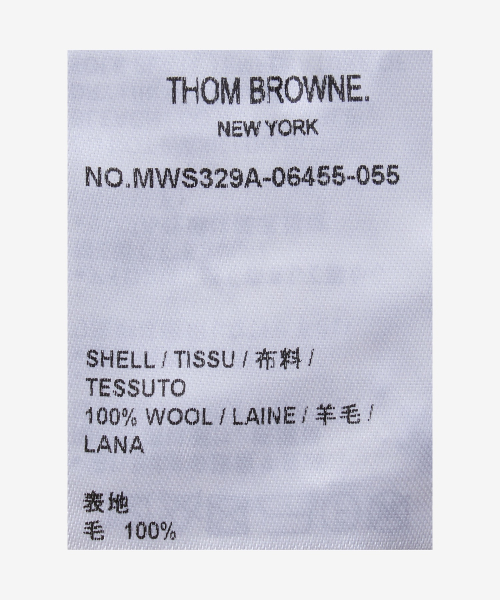 THOM BROWNE.
NEW YORK
NO.MWS329A-06455-055
SHELL / TISSU / 布料 /
TESSUTO
100% WOOL / LAINE / 羊毛 /
LANA
表地
毛 100%